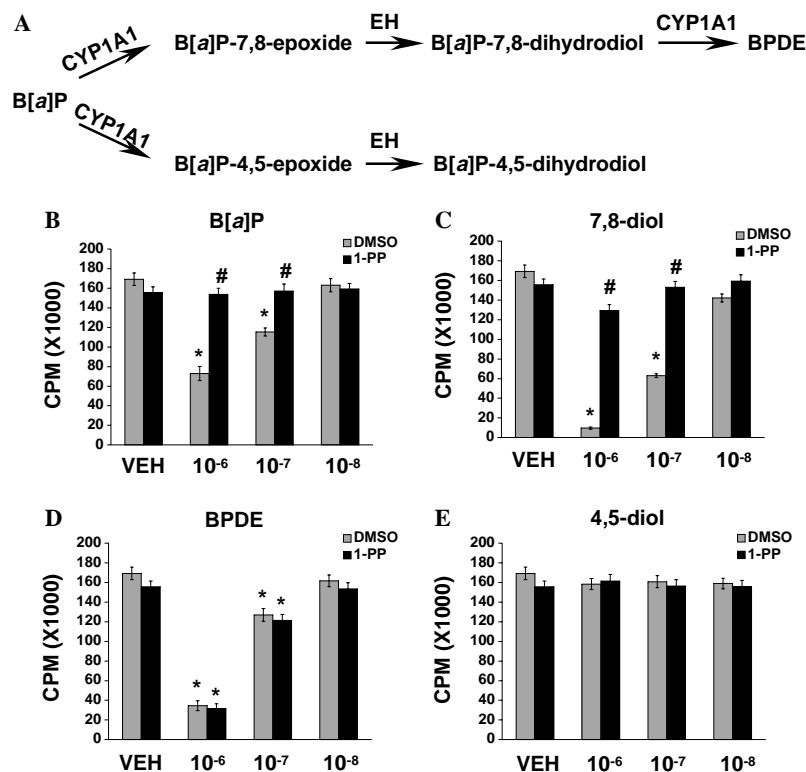 A
CYP1A1 B[a]P-7,8-epoxide EH B[a]P-7,8-dihydrodiol CYP1A1 BPDE
B[a]P
CYP1A1 B[a]P-4,5-epoxide EH B[a]P-4,5-dihydrodiol
B
B[a]P
DMSO
1-PP
CPM (X1000)
200
180
160
140
120
100
80
60
40
20
0
* # * #
VEH 10-6 10-7 10-8
C
7,8-diol
DMSO
1-PP
CPM (X1000)
200
180
160
140
120
100
80
60
40
20
0
* # * #
VEH 10-6 10-7 10-8
D
BPDE
DMSO
1-PP
CPM (X1000)
200
180
160
140
120
100
80
60
40
20
0
* * * *
VEH 10-6 10-7 10-8
E
4,5-diol
DMSO
1-PP
CPM (X1000)
200
180
160
140
120
100
80
60
40
20
0
VEH 10-6 10-7 10-8